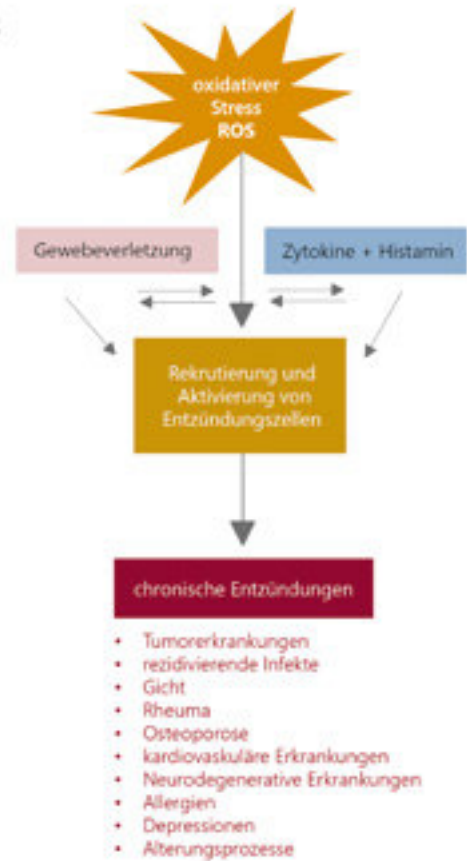 oxidativer
Stress
ROS
Gewebeverletzung
Zytokine + Histamin
Rekrutierung und
Aktivierung von
Entzündungszellen
chronische Entzündungen
• Tumorerkrankungen
• rezidivierende Infekte
• Gicht
• Rheuma
• Osteoporose
• kardiovaskuläre Erkrankungen
• Neurodegenerative Erkrankungen
• Allergien
• Depressionen
• Alterungsprozesse